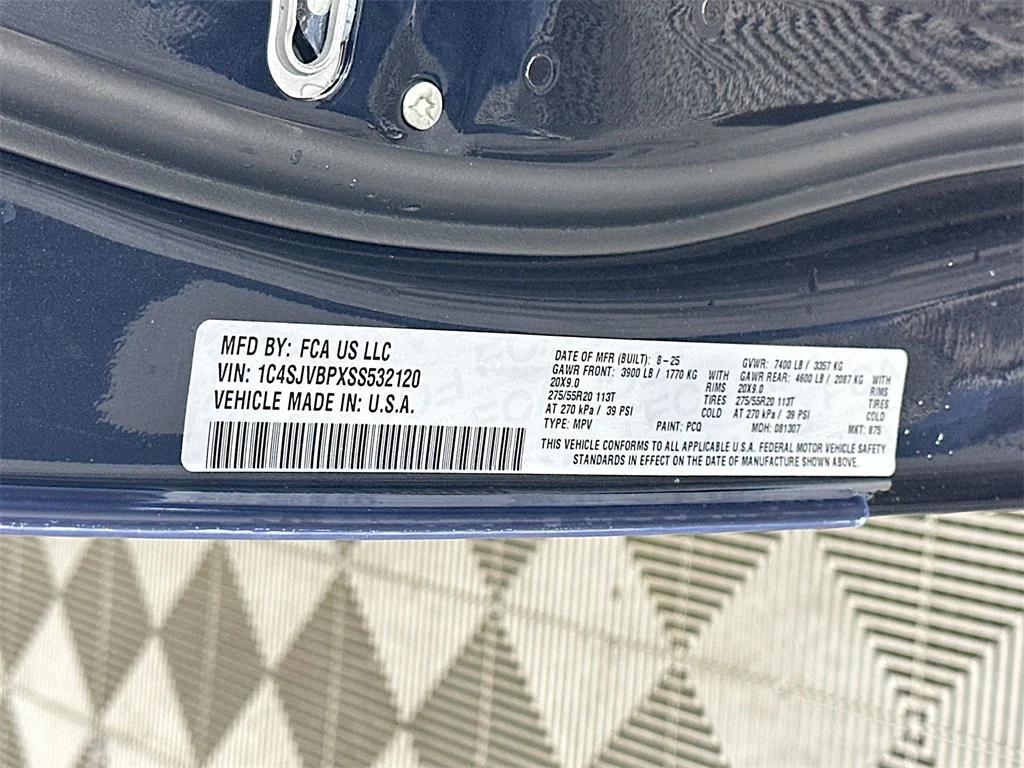 MFD BY: FCA US LLC
VIN: 1C4SJVBPXSS532120
VEHICLE MADE IN: U.S.A.
DATE OF MFR (BUILT): 8-25 GVWR: 7400 LB / 3357 KG
GAWR FRONT: 3900 LB / 1770 KG WITH GAWR REAR: 4600 LB / 2087 KG WITH
20X9.0 RIMS 20X9.0 RIMS
275/55R20 113T TIRES 275/55R20 113T TIRES
AT 270 kPa / 39 PSI COLD AT 270 kPa / 39 PSI COLD
TYPE: MPV PAINT: PCQ MDH: 081307 MKT: 875
THIS VEHICLE CONFORMS TO ALL APPLICABLE U.S.A. FEDERAL MOTOR VEHICLE SAFETY
STANDARDS IN EFFECT ON THE DATE OF MANUFACTURE SHOWN ABOVE.